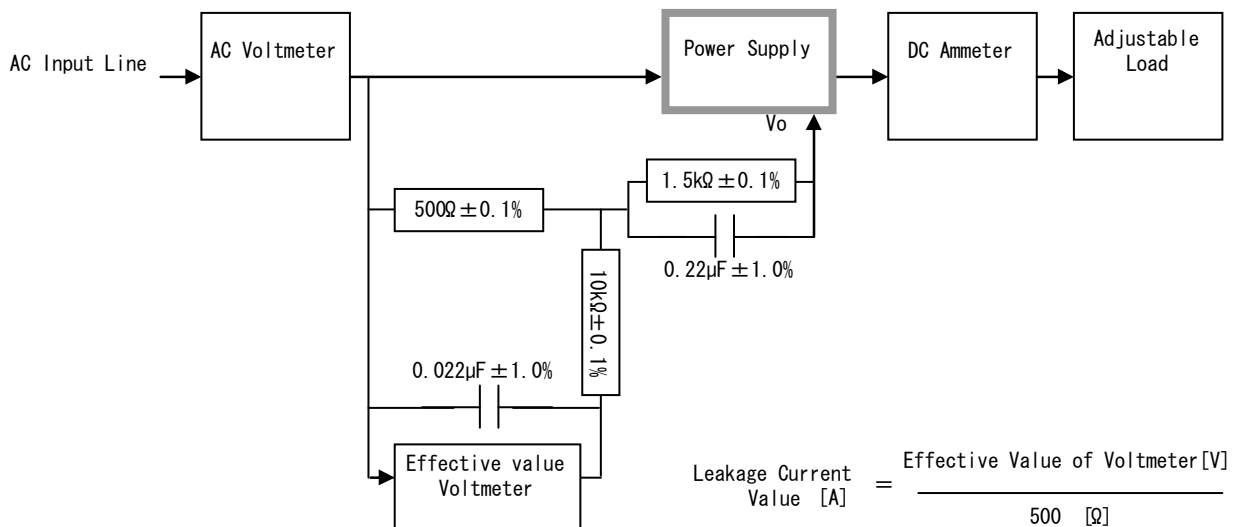 AC Input Line
AC Voltmeter
Power Supply
DC Ammeter
Adjustable
Load
Vo
1.5kΩ±0.1%
500Ω±0.1%
0.22μF±1.0%
10kΩ±0.1%
0.022μF±1.0%
Effective value
Voltmeter
Leakage Current
Value [A]
=
Effective Value of Voltmeter[V]
500 [Ω]